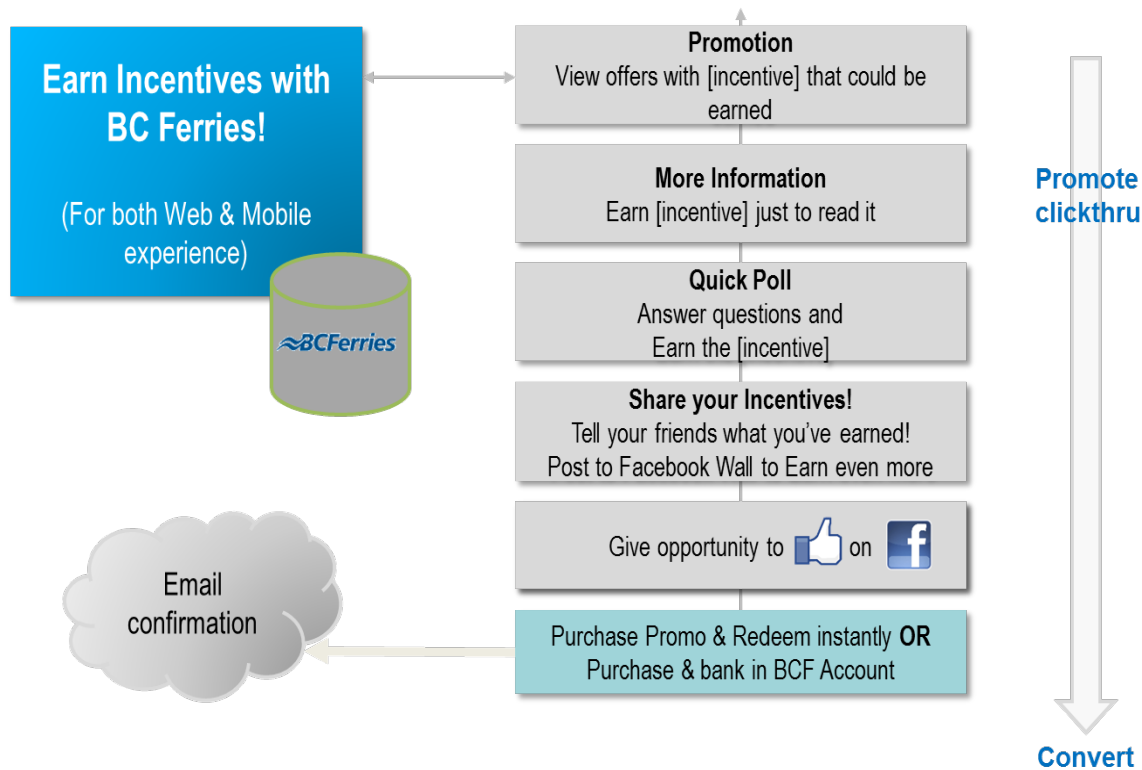 Earn Incentives with
BC Ferries!
(For both Web & Mobile
experience)
BCFerries
Promotion
View offers with [incentive] that could be
earned
More Information
Earn [incentive] just to read it
Quick Poll
Answer questions and
Earn the [incentive]
Share your Incentives!
Tell your friends what you’ve earned!
Post to Facebook Wall to Earn even more
Give opportunity to on f
Purchase Promo & Redeem instantly OR
Purchase & bank in BCF Account
Email
confirmation
Promote
clickthru
Convert